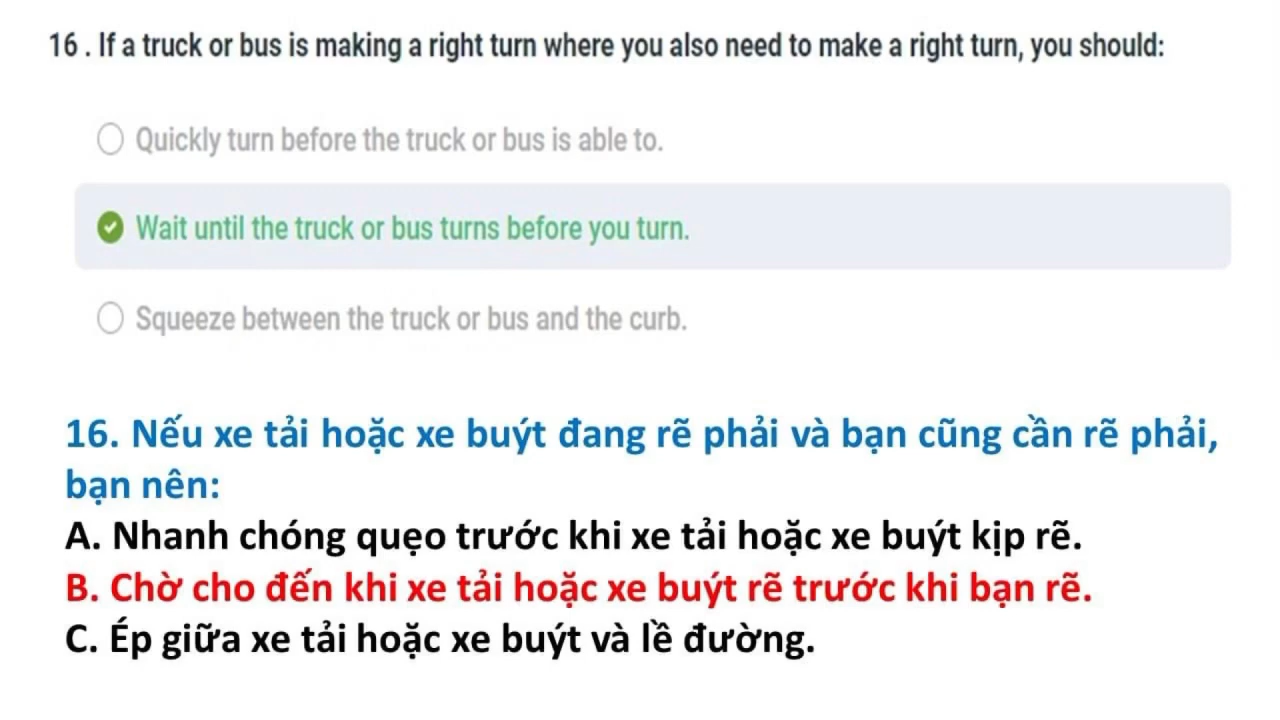 16 . If a truck or bus is making a right turn where you also need to make a right turn, you should:
Quickly turn before the truck or bus is able to.
Wait until the truck or bus turns before you turn.
Squeeze between the truck or bus and the curb.
16. Nếu xe tải hoặc xe buýt đang rẽ phải và bạn cũng cần rẽ phải,
bạn nên:
A. Nhanh chóng quẹo trước khi xe tải hoặc xe buýt kịp rẽ.
B. Chờ cho đến khi xe tải hoặc xe buýt rẽ trước khi bạn rẽ.
C. Ép giữa xe tải hoặc xe buýt và lề đường.